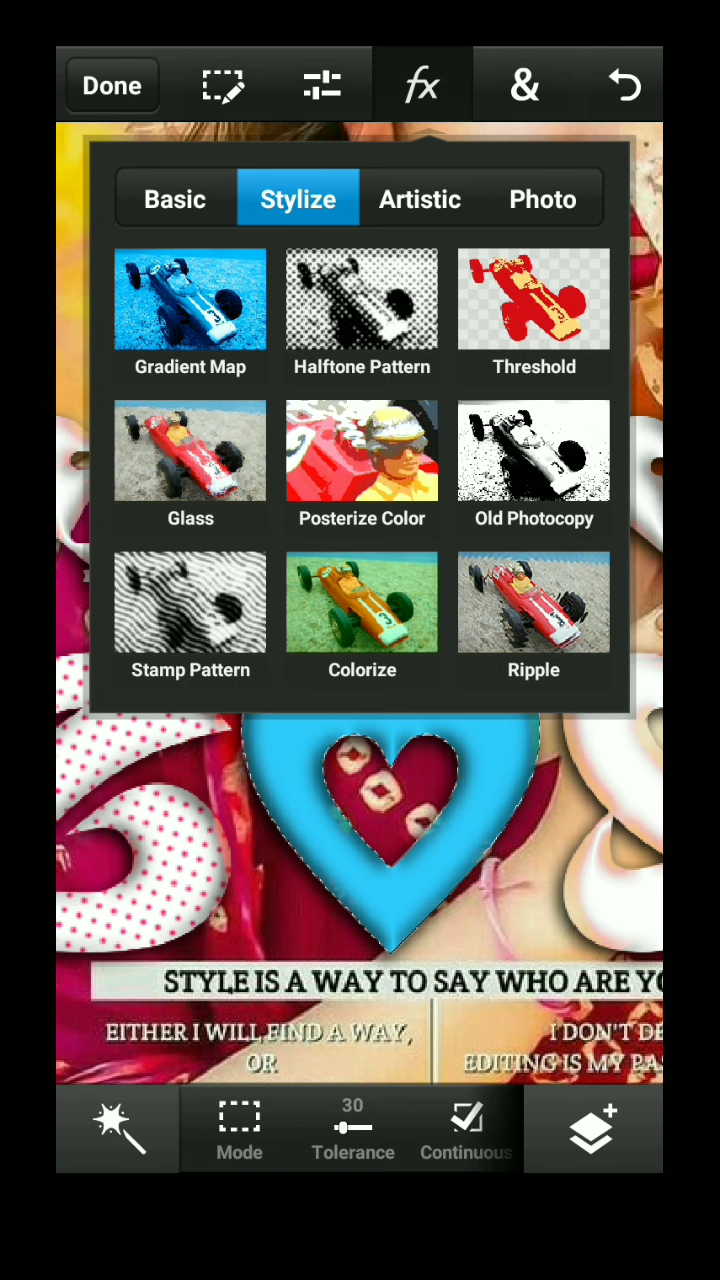 Done fx &
Basic Stylize Artistic Photo
Gradient Map Halftone Pattern Threshold
Glass Posterize Color Old Photocopy
Stamp Pattern Colorize Ripple
STYLE IS A WAY TO SAY WHO ARE YO
EITHER I WILL FIND A WAY, I DON'T DE
OR EDITING IS MY PAS
30
Mode Tolerance Continuous